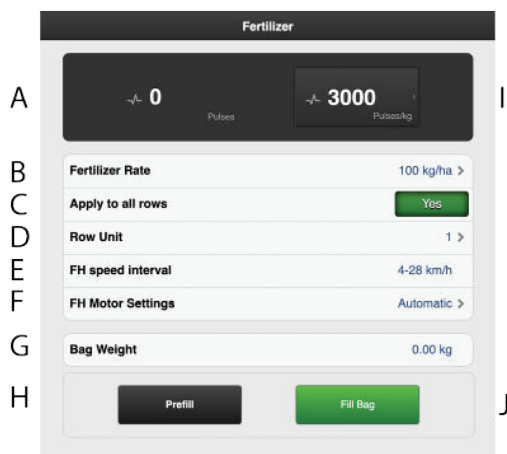 Fertilizer
A 0 Pulses 3000 Pulses/kg I
B Fertilizer Rate 100 kg/ha >
C Apply to all rows Yes
D Row Unit 1 >
E FH speed interval 4-28 km/h
F FH Motor Settings Automatic >
G Bag Weight 0.00 kg
H Prefill Fill Bag J